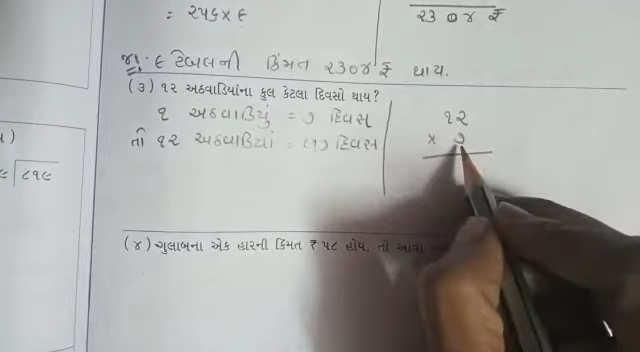 = ૨૫૬ × ૯
૨૩૦૪ ₹
જા. ૯ ટેબલની કિંમત ૨૩૦૪ ₹ થાય.
(૩) ૧૨ અઠવાડિયાંના કુલ કેટલા દિવસો થાય?
૧ અઠવાડિયું = ૭ દિવસ
તો ૧૨ અઠવાડિયાં = (?) દિવસ
૧૨
× ૭
૯ ૮૧૯
(૪) ગુલાબના એક હારની કિંમત ₹ ૫૮ હોય, તો આવા